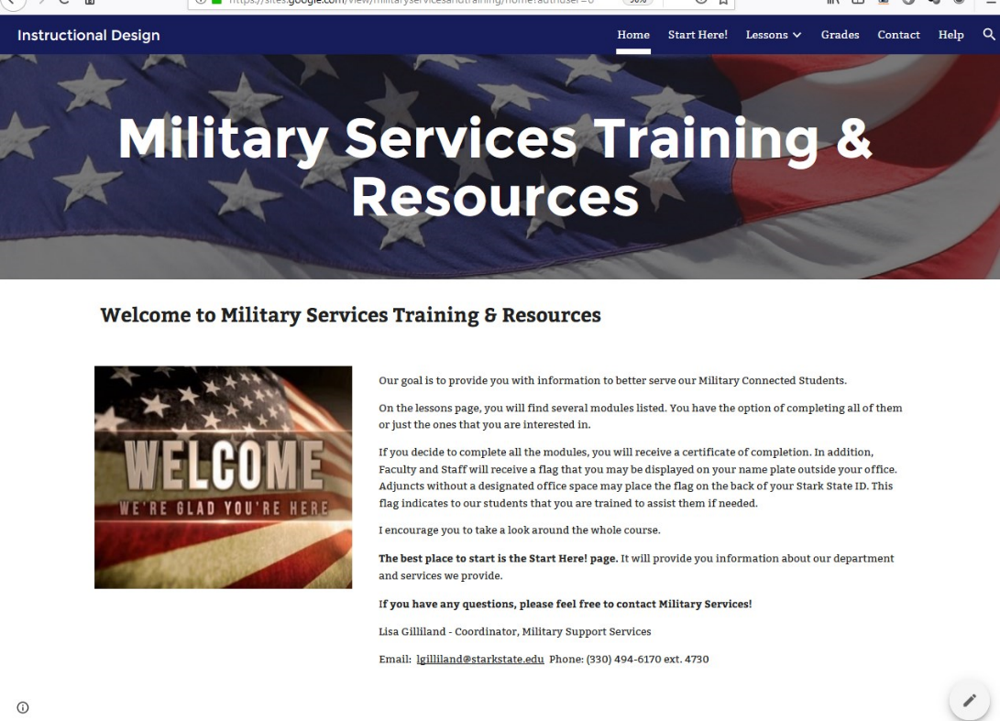 https://sites.google.com/view/militaryservicesandtraining/home?authuser=0
90%
Instructional Design
Home Start Here! Lessons Grades Contact Help
Military Services Training &
Resources
Welcome to Military Services Training & Resources
WELCOME
WE'RE GLAD YOU'RE HERE
Our goal is to provide you with information to better serve our Military Connected Students.
On the lessons page, you will find several modules listed. You have the option of completing all of them
or just the ones that you are interested in.
If you decide to complete all the modules, you will receive a certificate of completion. In addition,
Faculty and Staff will receive a flag that you may be displayed on your name plate outside your office.
Adjuncts without a designated office space may place the flag on the back of your Stark State ID. This
flag indicates to our students that you are trained to assist them if needed.
I encourage you to take a look around the whole course.
The best place to start is the Start Here! page. It will provide you information about our department
and services we provide.
If you have any questions, please feel free to contact Military Services!
Lisa Gilliland - Coordinator, Military Support Services
Email: lgilliland@starkstate.edu Phone: (330) 494-6170 ext. 4730